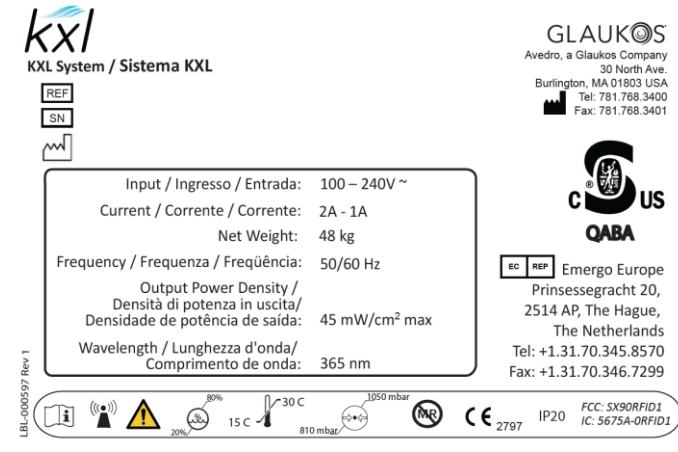 kxl
KXL System / Sistema KXL
REF
SN
GLAUKOS
Avedro, a Glaukos Company
30 North Ave.
Burlington, MA 01803 USA
Tel: 781.768.3400
Fax: 781.768.3401
Input / Ingresso / Entrada: 100 – 240V ~
Current / Corrente / Corrente: 2A - 1A
Net Weight: 48 kg
Frequency / Frequenza / Freqüência: 50/60 Hz
Output Power Density /
Densità di potenza in uscita/
Densidade de potência de saída: 45 mW/cm² max
Wavelength / Lunghezza d'onda/
Comprimento de onda: 365 nm
® C US
QABA
EC REP Emergo Europe
Prinsessegracht 20,
2514 AP, The Hague,
The Netherlands
Tel: +1.31.70.345.8570
Fax: +1.31.70.346.7299
LBL-000597 Rev 1
i
20% % 80%
15 C 30 C
810 mbar 1050 mbar
MR
CE 2797
IP20
FCC: SX90RFID1
IC: 5675A-0RFID1